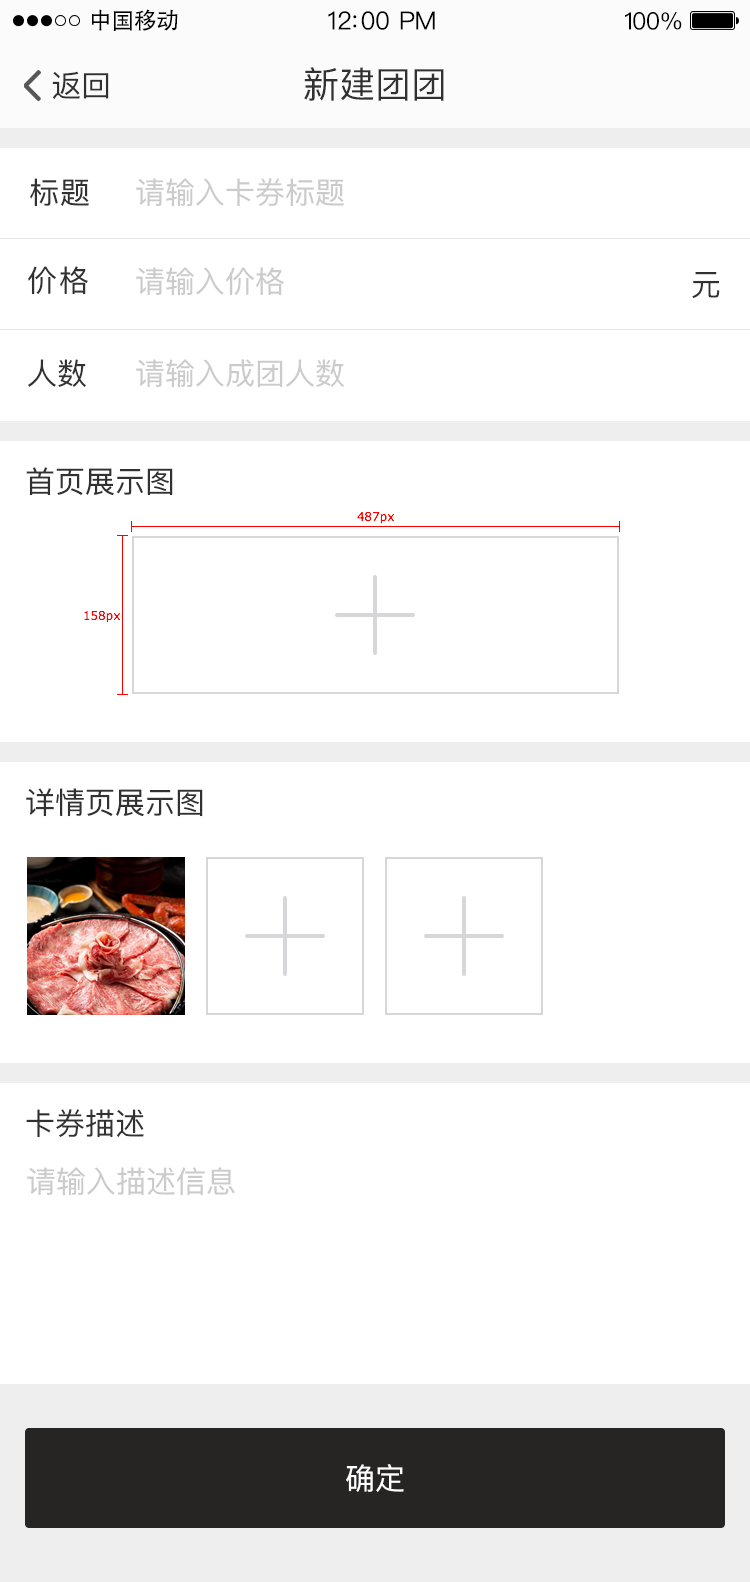 中国移动 12:00 PM 100%
返回 新建团团
标题 请输入卡券标题
价格 请输入价格 元
人数 请输入成团人数
首页展示图
487px
158px
详情页展示图
卡券描述
请输入描述信息
确定